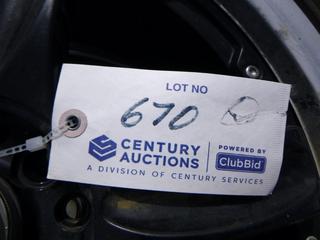 LOT NO
670
CENTURY AUCTIONS
POWERED BY
ClubBid
A DIVISION OF CENTURY SERVICES